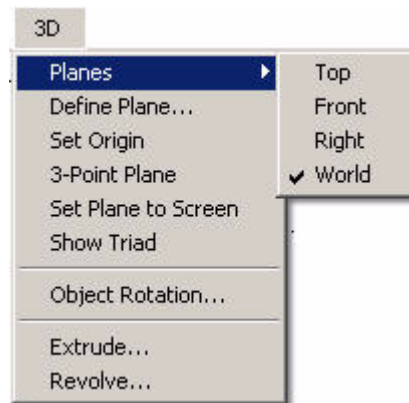 3D
Planes
Define Plane...
Set Origin
3-Point Plane
Set Plane to Screen
Show Triad
Object Rotation...
Extrude...
Revolve...
Top
Front
Right
World